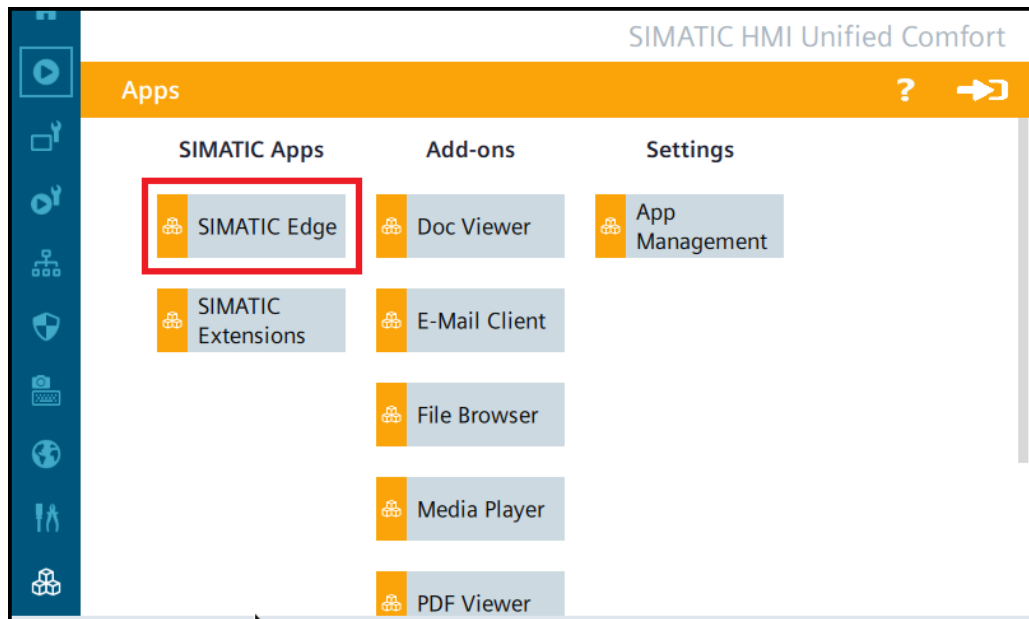 SIMATIC HMI Unified Comfort
Apps
?
SIMATIC Apps
Add-ons
Settings
SIMATIC Edge
Doc Viewer
App
Management
SIMATIC
Extensions
E-Mail Client
File Browser
Media Player
PDF Viewer